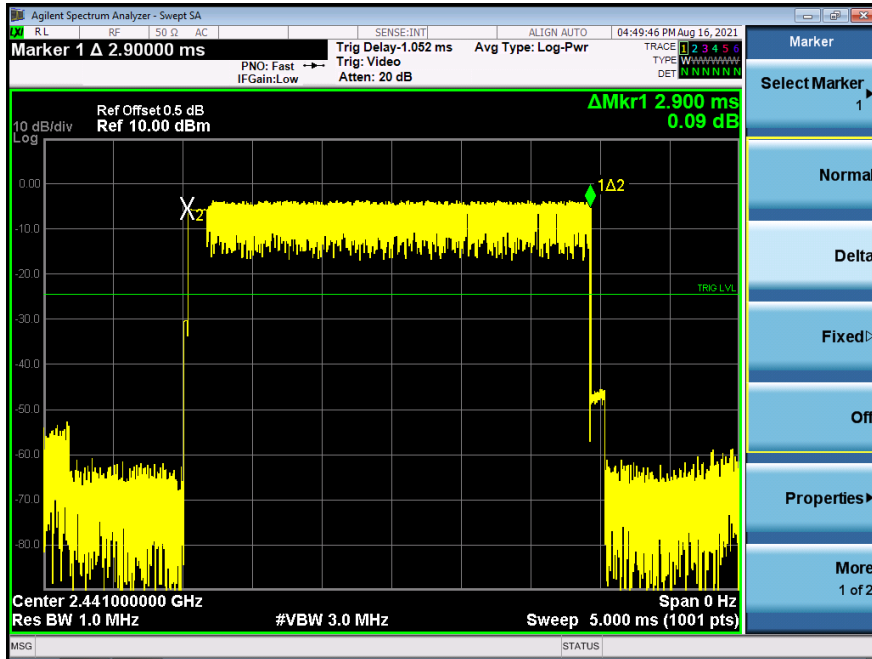 Agilent Spectrum Analyzer - Swept SA
LXI RL RF 50 Ω AC SENSE:INT ALIGN AUTO 04:49:46 PM Aug 16, 2021
Marker 1 Δ 2.90000 ms
PNO: Fast
IFGain:Low
Trig Delay-1.052 ms
Trig: Video
Atten: 20 dB
Avg Type: Log-Pwr
TRACE 1 2 3 4 5 6
TYPE WWWWWW
DET N N N N N N
ΔMkr1 2.900 ms
0.09 dB
10 dB/div
Log
Ref Offset 0.5 dB
Ref 10.00 dBm
0.00
-10.0
-20.0
-30.0
-40.0
-50.0
-60.0
-70.0
-80.0
2
1Δ2
TRIG LVL
Center 2.441000000 GHz
Span 0 Hz
Res BW 1.0 MHz
#VBW 3.0 MHz
Sweep 5.000 ms (1001 pts)
MSG
STATUS
Marker
Select Marker
1
Normal
Delta
Fixed
Off
Properties
More
1 of 2